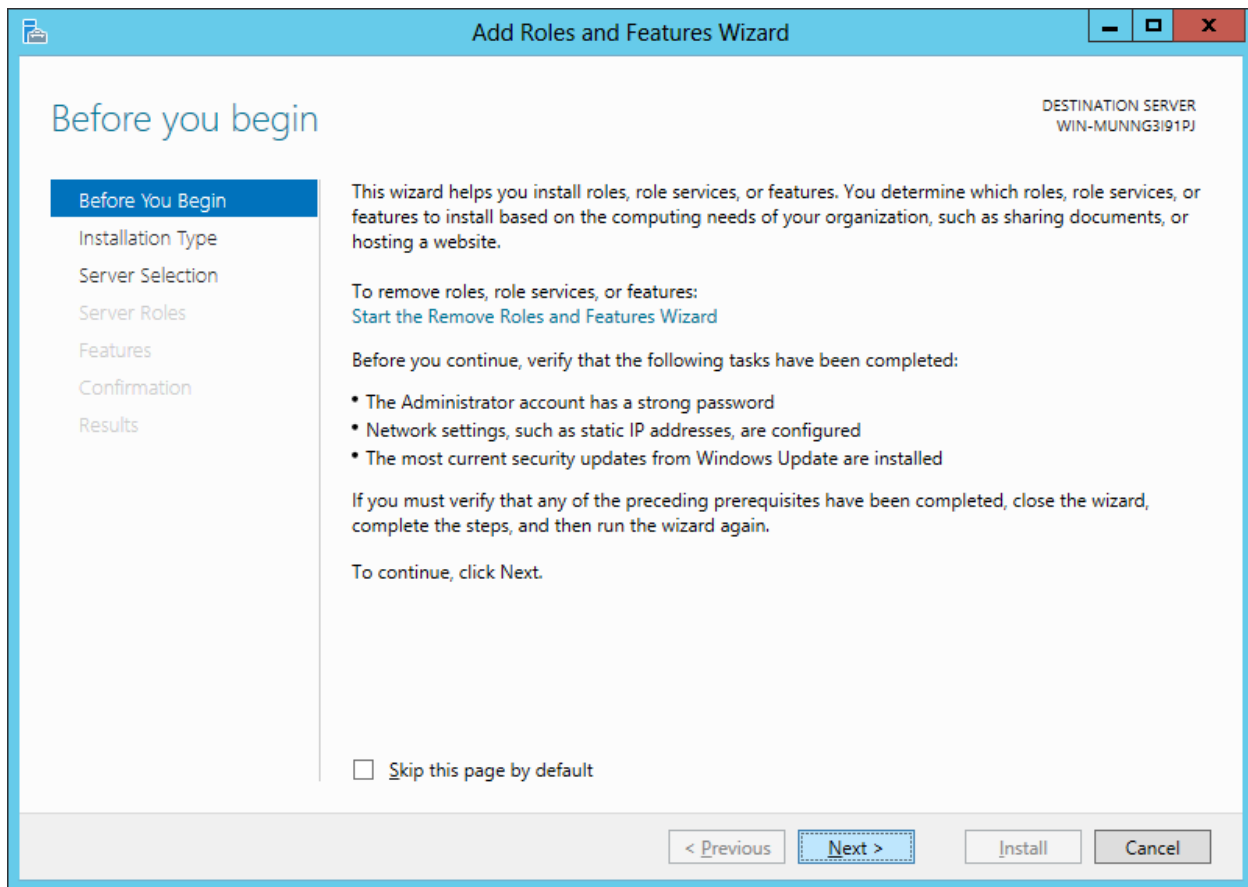 Add Roles and Features Wizard
x
Before you begin
DESTINATION SERVER
WIN-MUNNG3I91PJ
Before You Begin
Installation Type
Server Selection
Server Roles
Features
Confirmation
Results
This wizard helps you install roles, role services, or features. You determine which roles, role services, or
features to install based on the computing needs of your organization, such as sharing documents, or
hosting a website.
To remove roles, role services, or features:
Start the Remove Roles and Features Wizard
Before you continue, verify that the following tasks have been completed:
• The Administrator account has a strong password
• Network settings, such as static IP addresses, are configured
• The most current security updates from Windows Update are installed
If you must verify that any of the preceding prerequisites have been completed, close the wizard,
complete the steps, and then run the wizard again.
To continue, click Next.
Skip this page by default
< Previous
Next >
Install
Cancel